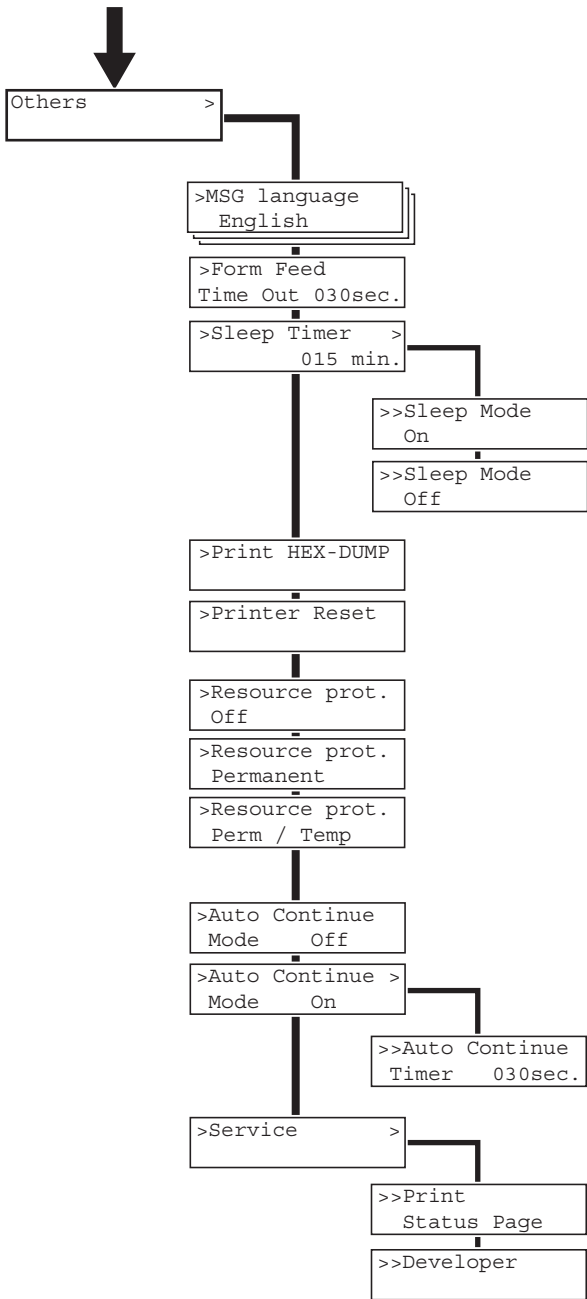 Others >
>MSG language
English
>Form Feed
Time Out 030sec.
>Sleep Timer >
015 min.
>>Sleep Mode
On
>>Sleep Mode
Off
>Print HEX-DUMP
>Printer Reset
>Resource prot.
Off
>Resource prot.
Permanent
>Resource prot.
Perm / Temp
>Auto Continue
Mode Off
>Auto Continue >
Mode On
>>Auto Continue
Timer 030sec.
>Service >
>>Print
Status Page
>>Developer